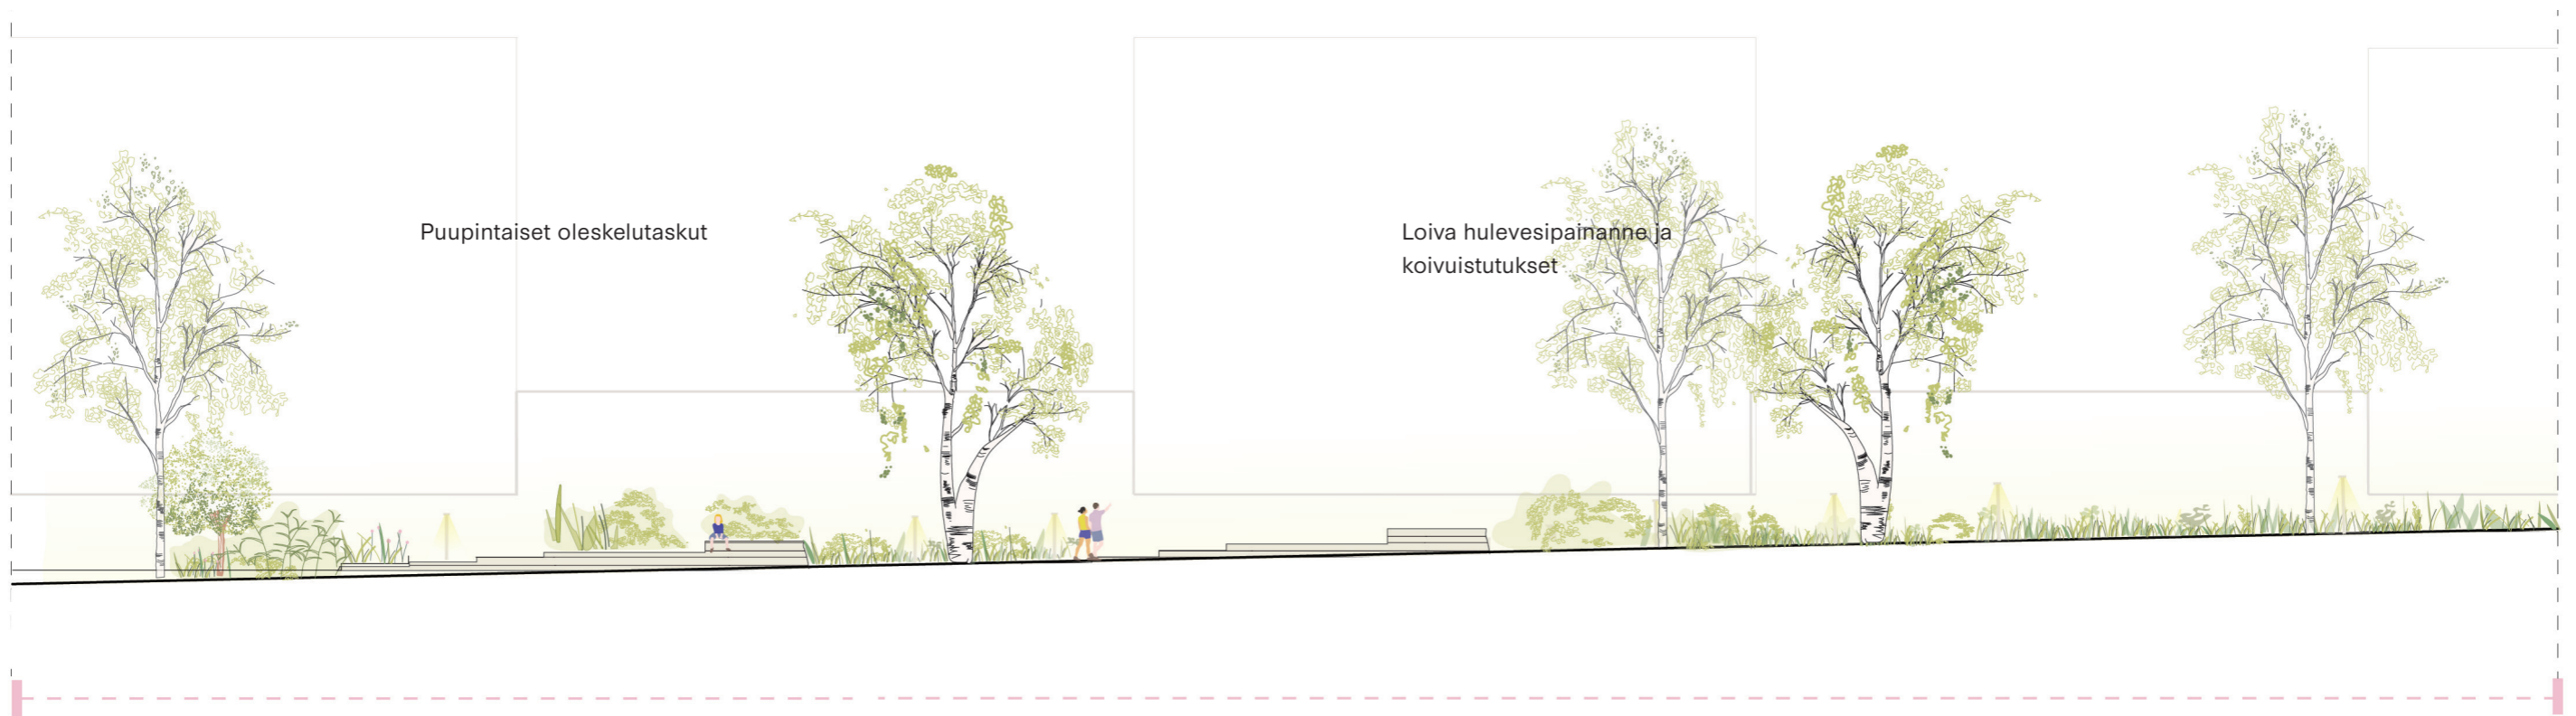 Puupintaiset oleskelutaskut
Loiva hulevesipainanne ja
koivuistutukset